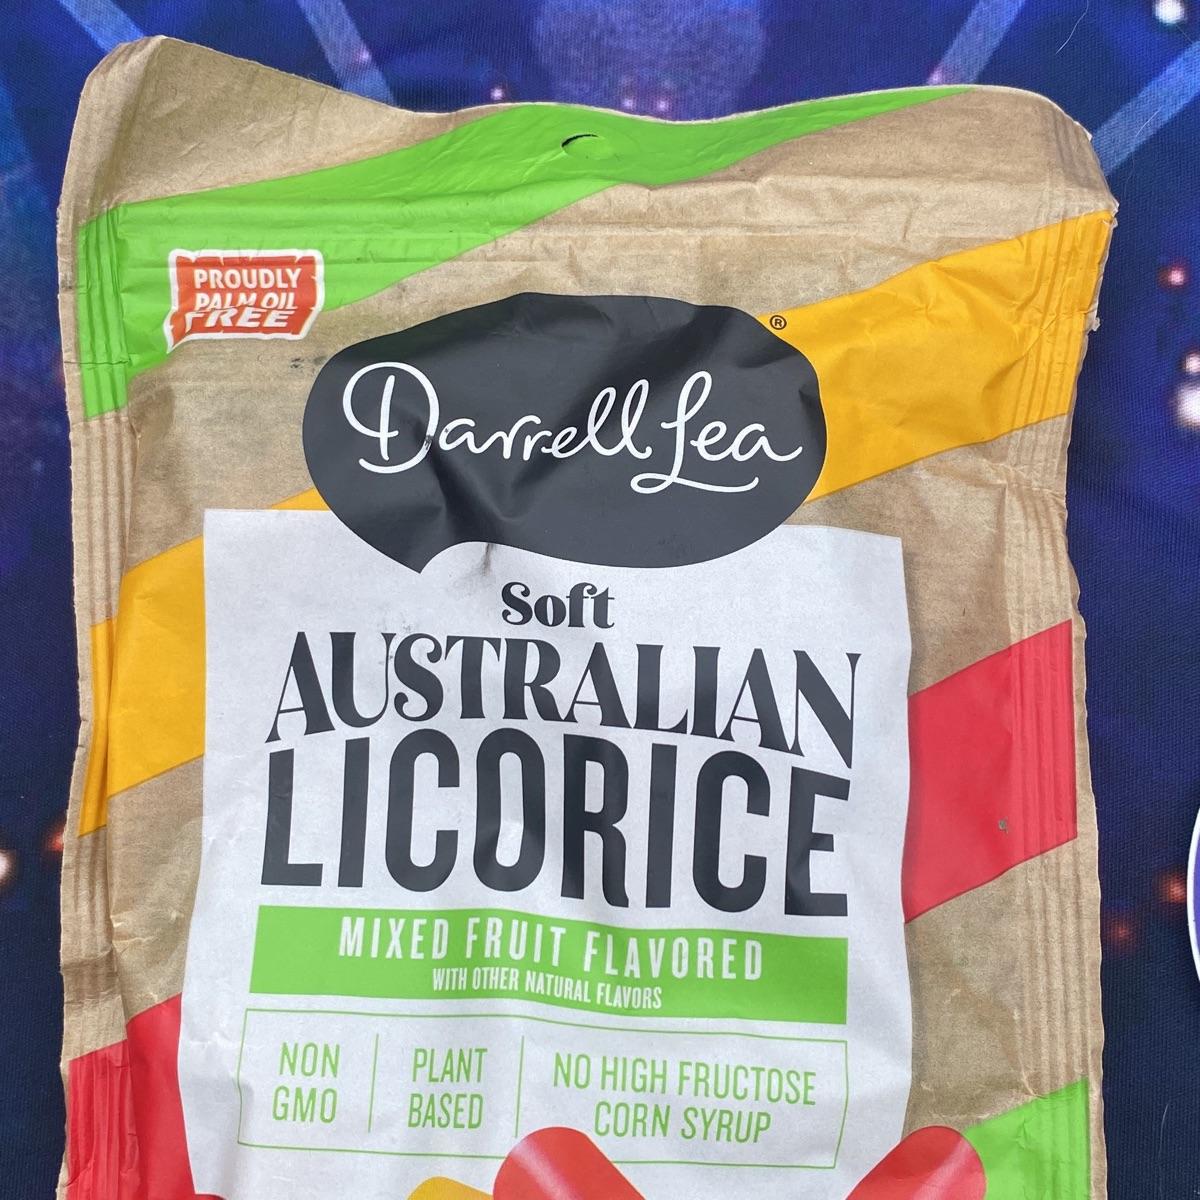 PROUDLY
PALM OIL
FREE
Darrell Lea®
Soft
AUSTRALIAN
LICORICE
MIXED FRUIT FLAVORED
WITH OTHER NATURAL FLAVORS
NON
GMO
PLANT
BASED
NO HIGH FRUCTOSE
CORN SYRUP